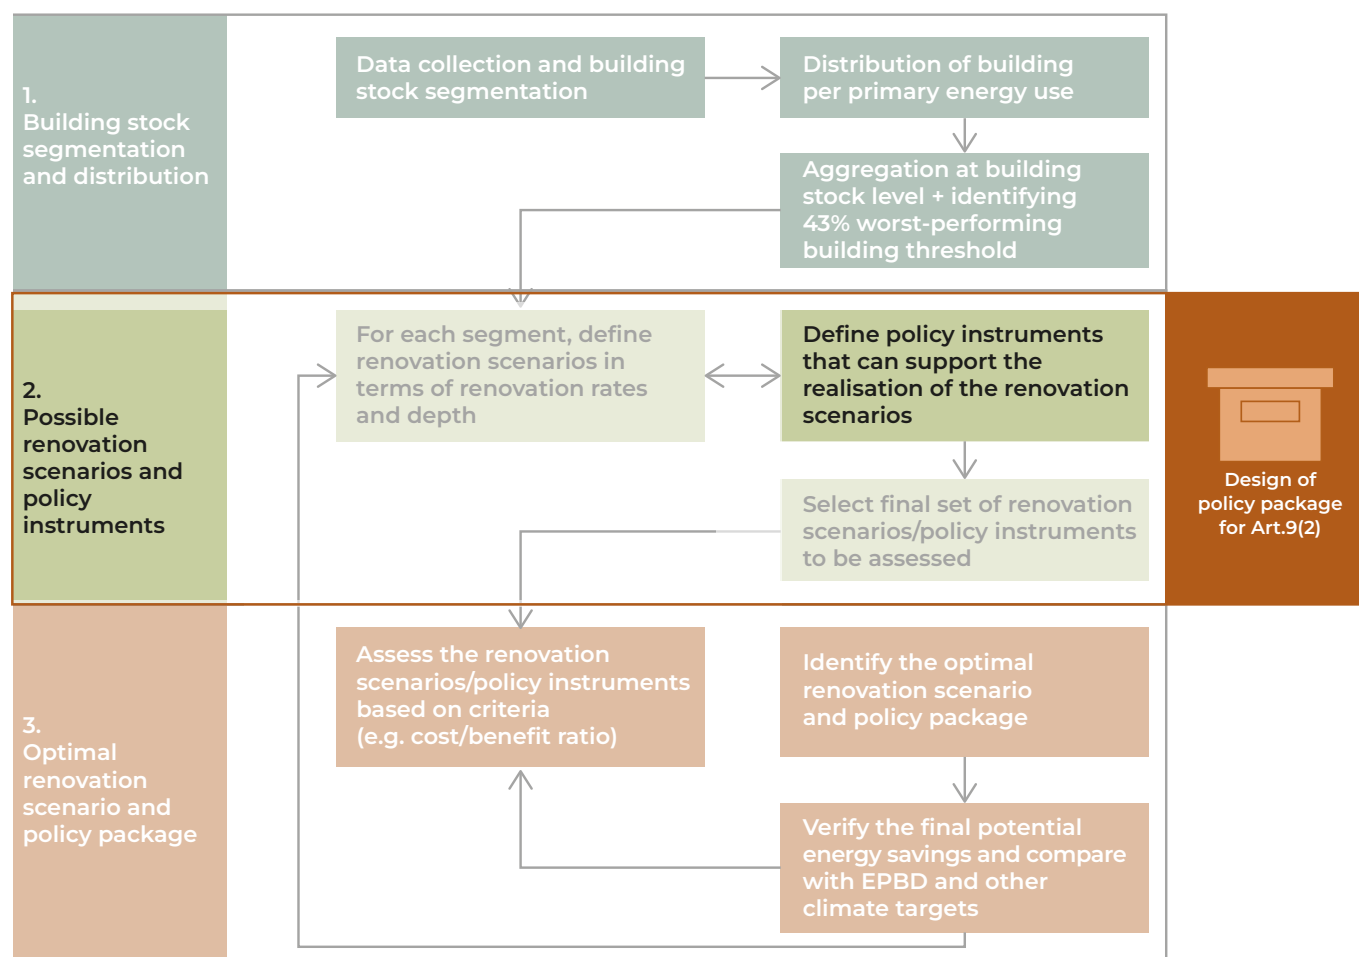 1.
Building stock
segmentation
and distribution
Data collection and building
stock segmentation
Distribution of building
per primary energy use
Aggregation at building
stock level + identifying
43% worst-performing
building threshold
2.
Possible
renovation
scenarios and
policy
instruments
For each segment, define
renovation scenarios in
terms of renovation rates
and depth
Define policy instruments
that can support the
realisation of the renovation
scenarios
Select final set of renovation
scenarios/policy instruments
to be assessed
Design of
policy package
for Art.9(2)
3.
Optimal
renovation
scenario and
policy package
Assess the renovation
scenarios/policy instruments
based on criteria
(e.g. cost/benefit ratio)
Identify the optimal
renovation scenario
and policy package
Verify the final potential
energy savings and compare
with EPBD and other
climate targets